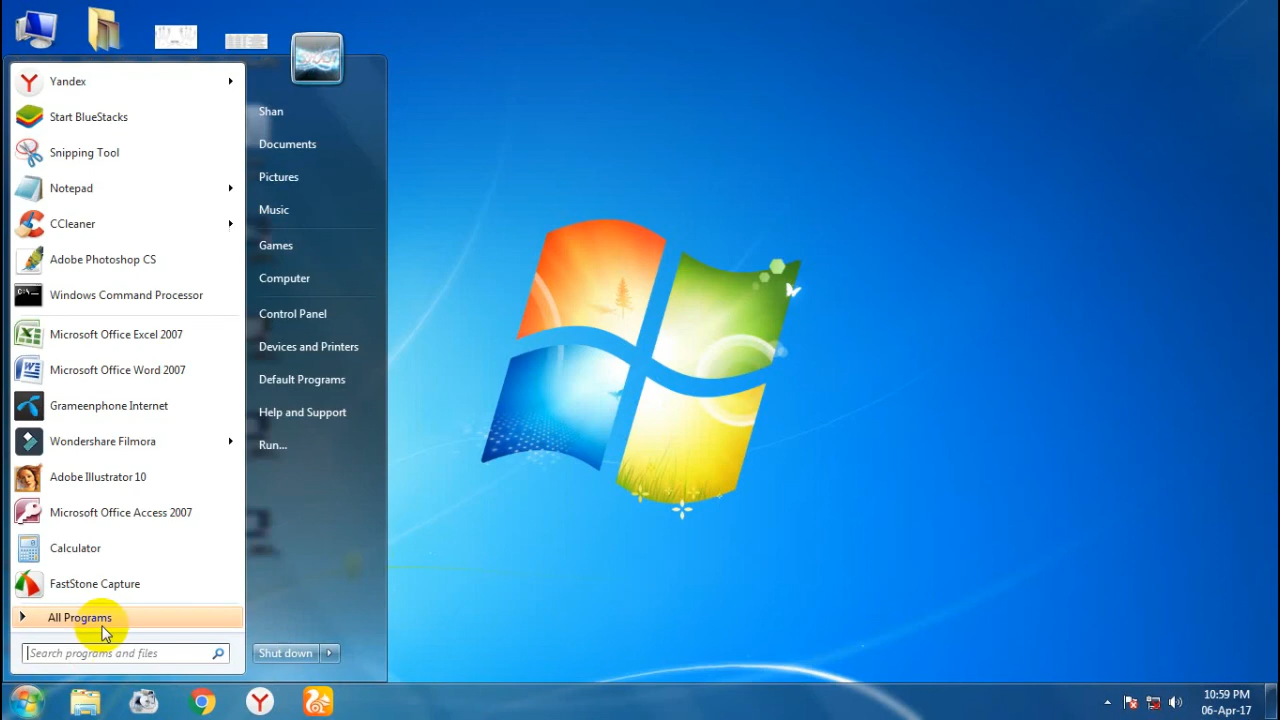 Yandex
Start BlueStacks
Snipping Tool
Notepad
CCleaner
Adobe Photoshop CS
Windows Command Processor
Microsoft Office Excel 2007
Microsoft Office Word 2007
Grameenphone Internet
Wondershare Filmora
Adobe Illustrator 10
Microsoft Office Access 2007
Calculator
FastStone Capture
All Programs
Search programs and files
Shan
Documents
Pictures
Music
Games
Computer
Control Panel
Devices and Printers
Default Programs
Help and Support
Run...
Shut down
10:59 PM
06-Apr-17